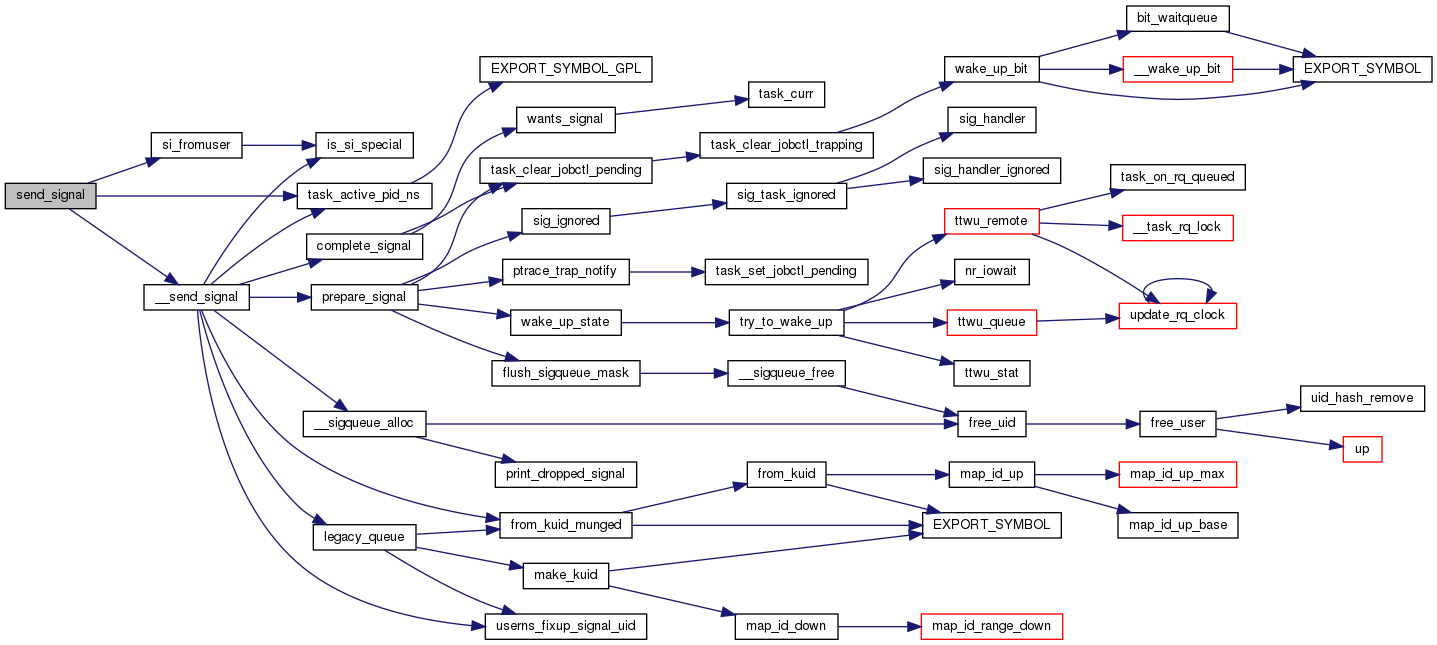 bit_waitqueue
EXPORT_SYMBOL_GPL
wake_up_bit
__wake_up_bit
EXPORT_SYMBOL
task_curr
wants_signal
sig_handler
si_fromuser
is_si_special
task_clear_jobctl_trapping
task_clear_jobctl_pending
sig_handler_ignored
task_on_rq_queued
send_signal
task_active_pid_ns
sig_task_ignored
sig_ignored
ttwu_remote
__task_rq_lock
complete_signal
ptrace_trap_notify
task_set_jobctl_pending
nr_iowait
__send_signal
prepare_signal
update_rq_clock
wake_up_state
try_to_wake_up
ttwu_queue
flush_sigqueue_mask
__sigqueue_free
ttwu_stat
uid_hash_remove
__sigqueue_alloc
free_uid
free_user
up
print_dropped_signal
from_kuid
map_id_up
map_id_up_max
from_kuid_munged
EXPORT_SYMBOL
map_id_up_base
legacy_queue
make_kuid
userns_fixup_signal_uid
map_id_down
map_id_range_down